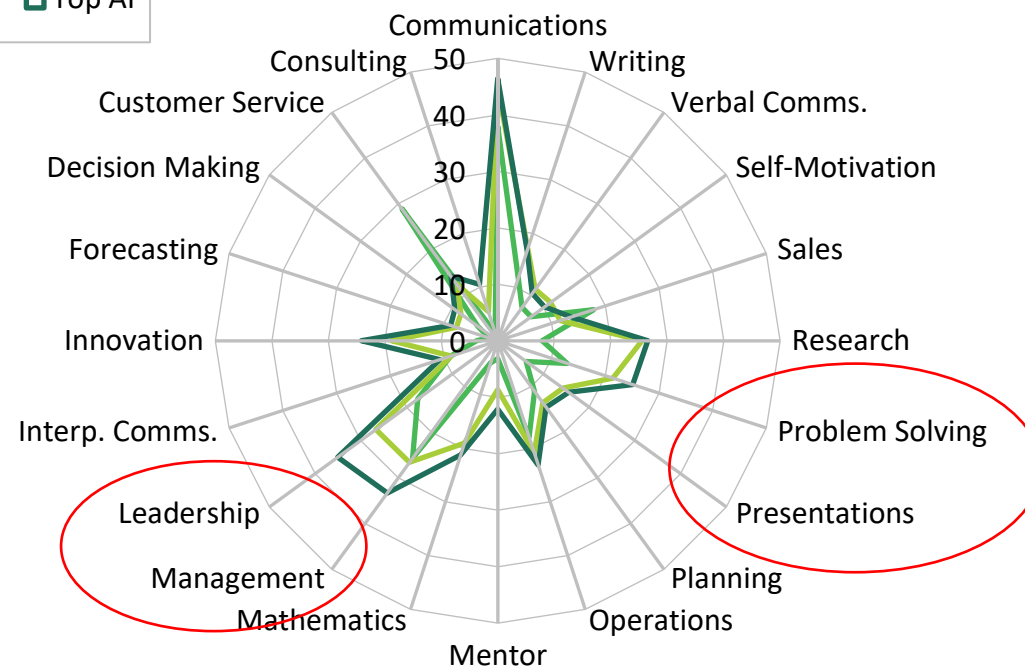 Top AI
Communications
50
Consulting
Writing
Customer Service
Verbal Comms.
40
Decision Making
Self-Motivation
30
Forecasting
Sales
20
10
Innovation
0
Research
Interp. Comms.
Problem Solving
Leadership
Presentations
Management
Planning
Mathematics
Operations
Mentor